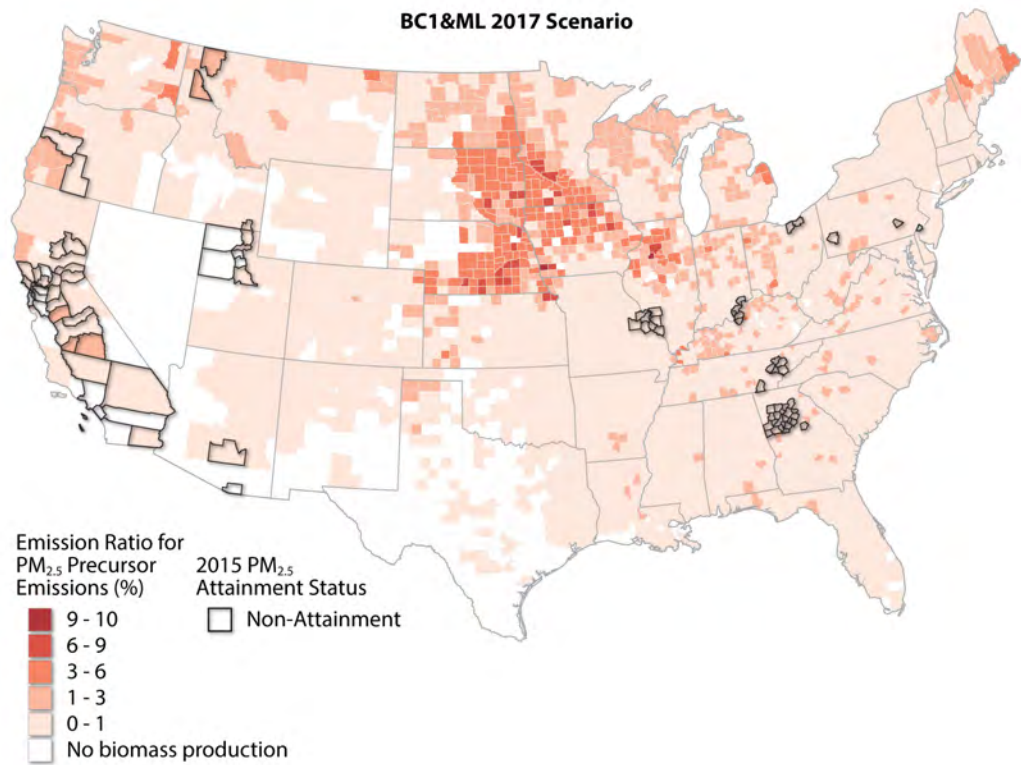 BC1&ML 2017 Scenario
Emission Ratio for
PM2.5 Precursor
Emissions (%)
9 - 10
6 - 9
3 - 6
1 - 3
0 - 1
No biomass production
2015 PM2.5
Attainment Status
Non-Attainment